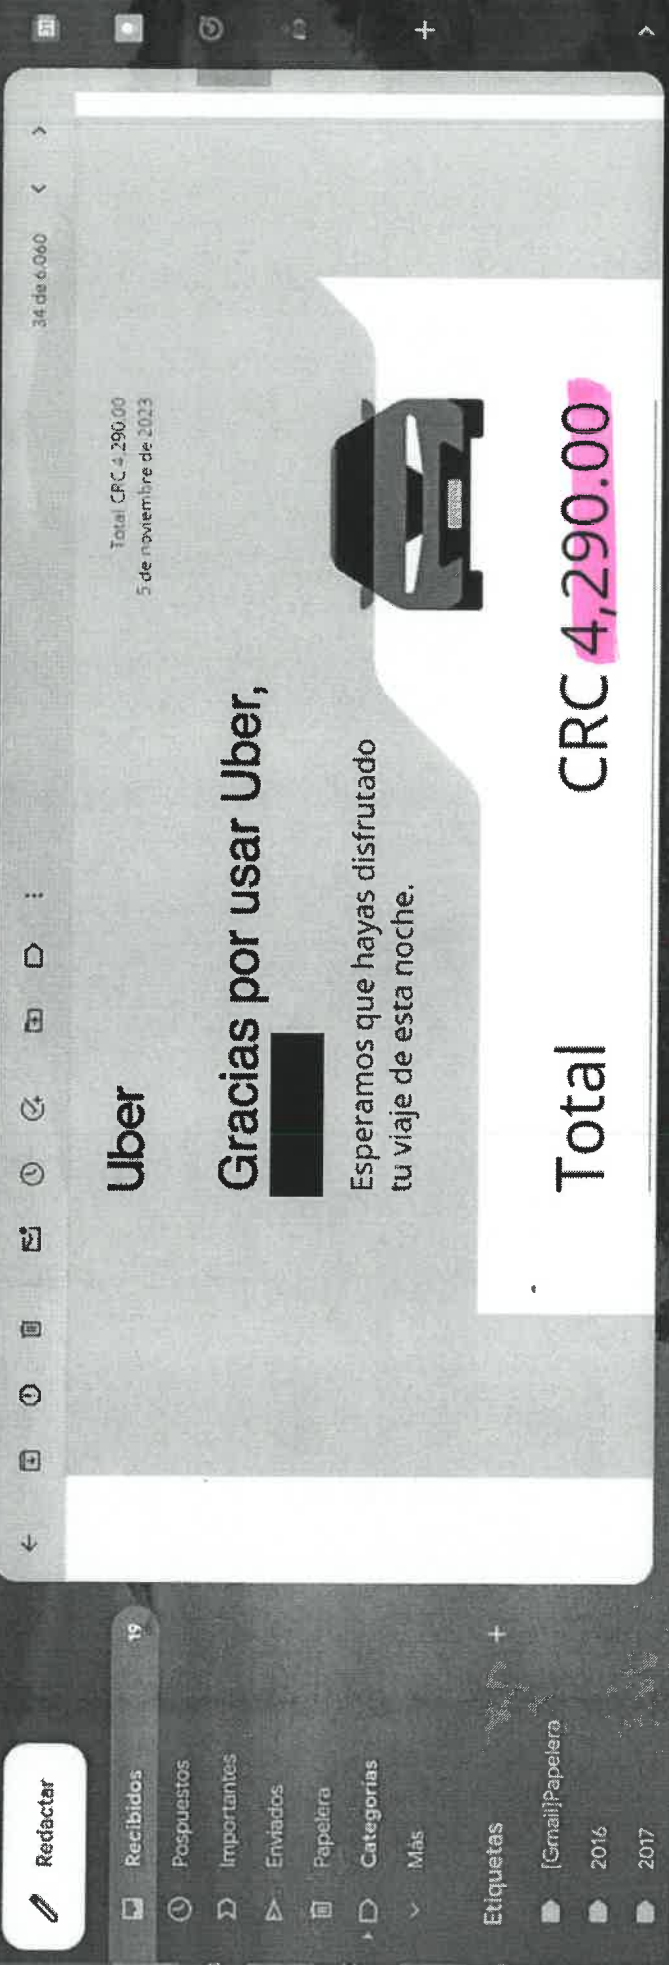 Redactar
34 de 6.060
Recibidos 19
Pospuestos
Importantes
Enviados
Papelera
Categorías
Más
Etiquetas
[Gmail]Papelera
2016
2017
Uber
Total CRC 4,290.00
5 de noviembre de 2023
Gracias por usar Uber,
Esperamos que hayas disfrutado
tu viaje de esta noche.
Total CRC 4,290.00